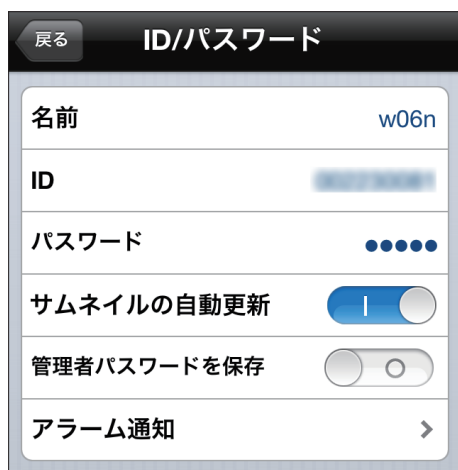 戻る
ID/パスワード
名前 w06n
ID
パスワード •••••
サムネイルの自動更新
管理者パスワードを保存
アラーム通知